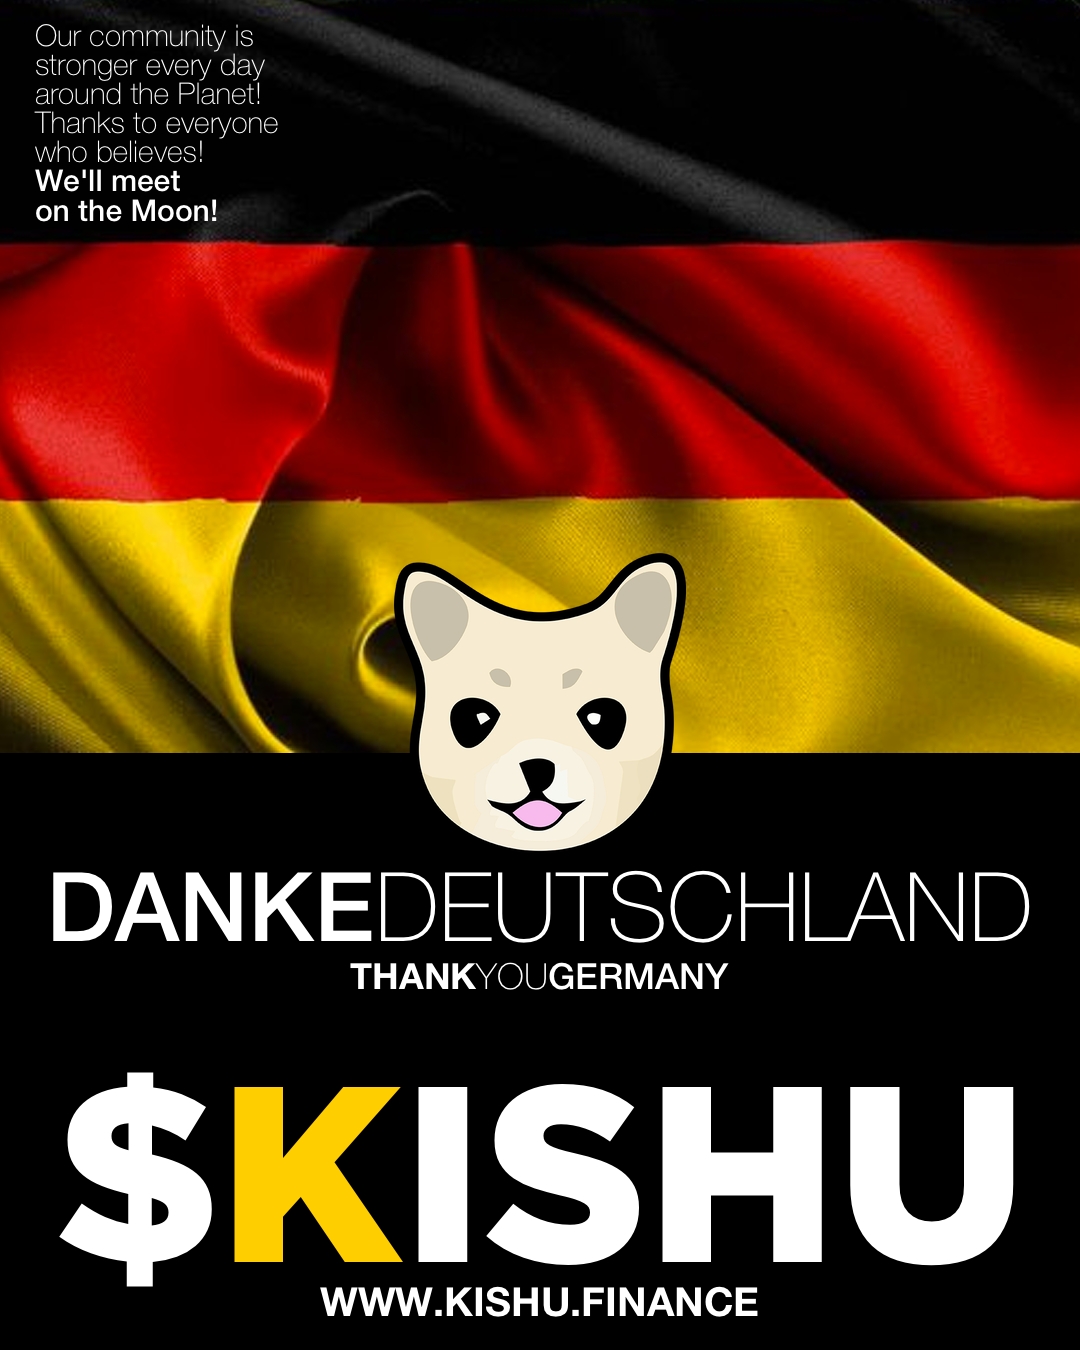 Our community is
stronger every day
around the Planet!
Thanks to everyone
who believes!
We'll meet
on the Moon!
DANKEDEUTSCHLAND
THANKYOUGERMANY
$KISHU
WWW.KISHU.FINANCE